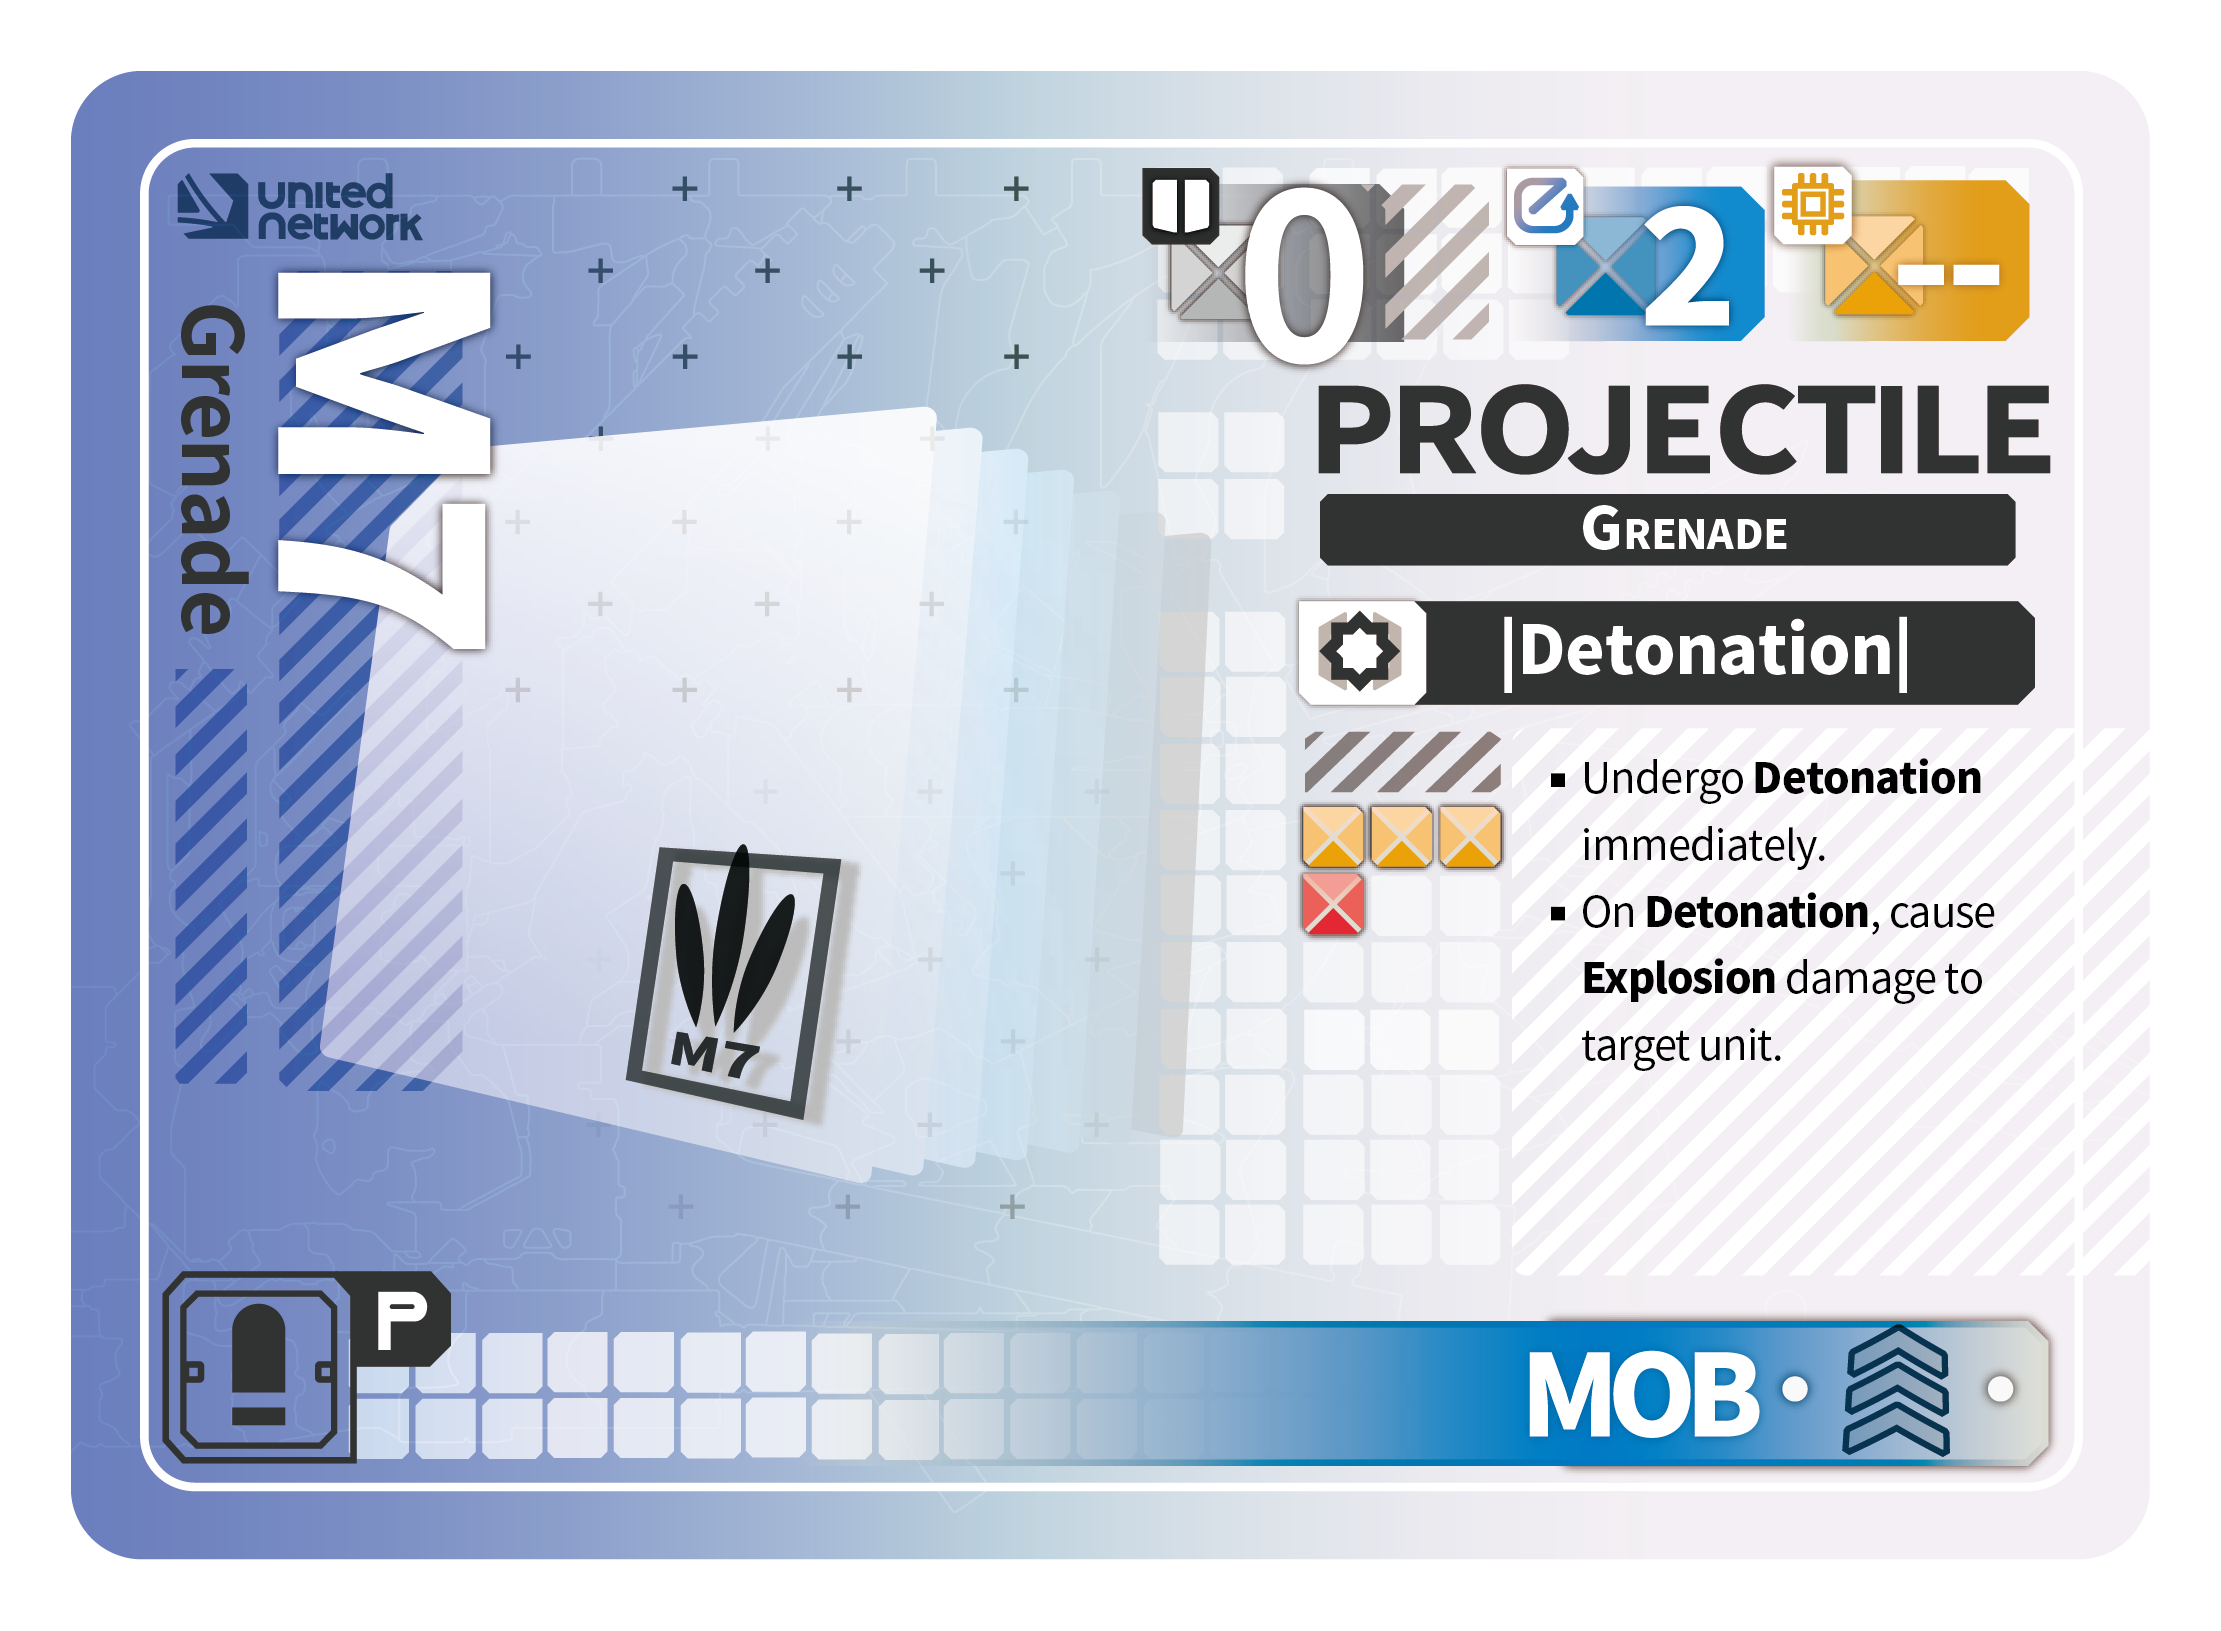 united
network
Grenade
M7
0
2
--
PROJECTILE
GRENADE
|Detonation|
▪ Undergo Detonation
immediately.
▪ On Detonation, cause
Explosion damage to
target unit.
M7
P
MOB